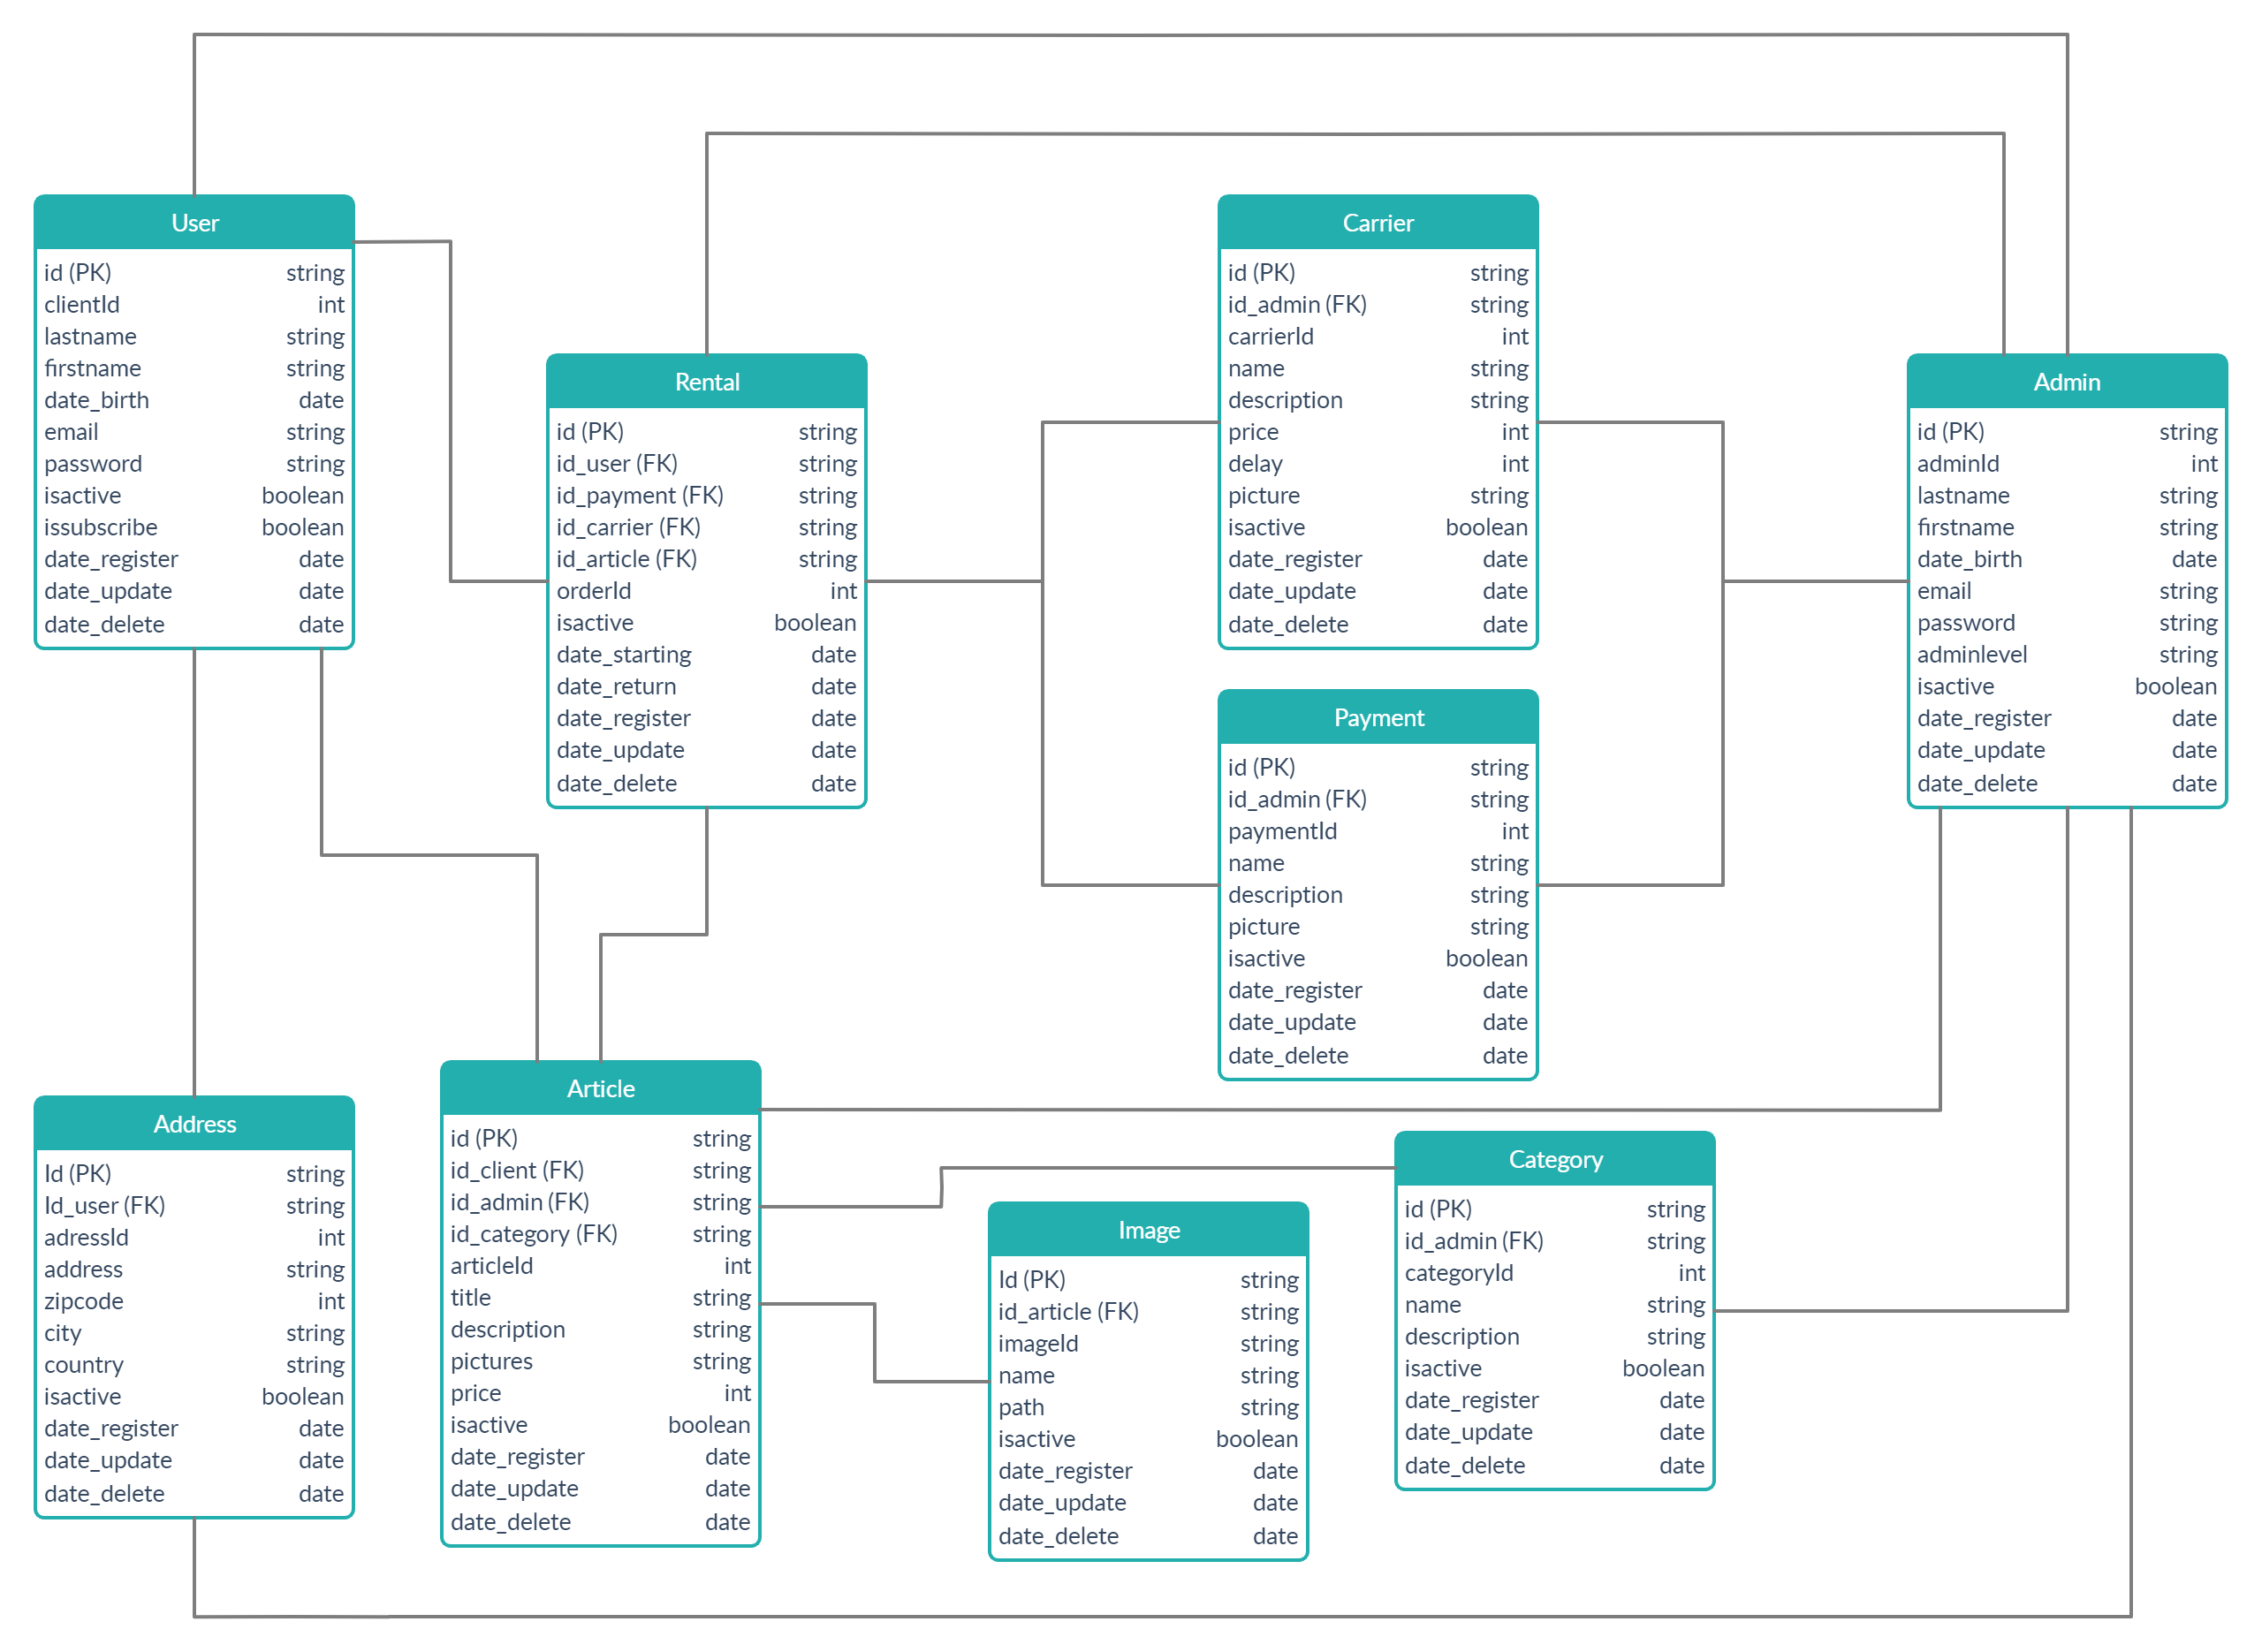 User
id (PK) string
clientId int
lastname string
firstname string
date_birth date
email string
password string
isactive boolean
issubscribe boolean
date_register date
date_update date
date_delete date
Rental
id (PK) string
id_user (FK) string
id_payment (FK) string
id_carrier (FK) string
id_article (FK) string
orderId int
isactive boolean
date_starting date
date_return date
date_register date
date_update date
date_delete date
Carrier
id (PK) string
id_admin (FK) string
carrierId int
name string
description string
price int
delay int
picture string
isactive boolean
date_register date
date_update date
date_delete date
Admin
id (PK) string
adminId int
lastname string
firstname string
date_birth date
email string
password string
adminlevel string
isactive boolean
date_register date
date_update date
date_delete date
Payment
id (PK) string
id_admin (FK) string
paymentId int
name string
description string
picture string
isactive boolean
date_register date
date_update date
date_delete date
Address
Id (PK) string
Id_user (FK) string
adressId int
address string
zipcode int
city string
country string
isactive boolean
date_register date
date_update date
date_delete date
Article
id (PK) string
id_client (FK) string
id_admin (FK) string
id_category (FK) string
articleId int
title string
description string
pictures string
price int
isactive boolean
date_register date
date_update date
date_delete date
Image
Id (PK) string
id_article (FK) string
imageId string
name string
path string
isactive boolean
date_register date
date_update date
date_delete date
Category
id (PK) string
id_admin (FK) string
categoryId int
name string
description string
isactive boolean
date_register date
date_update date
date_delete date